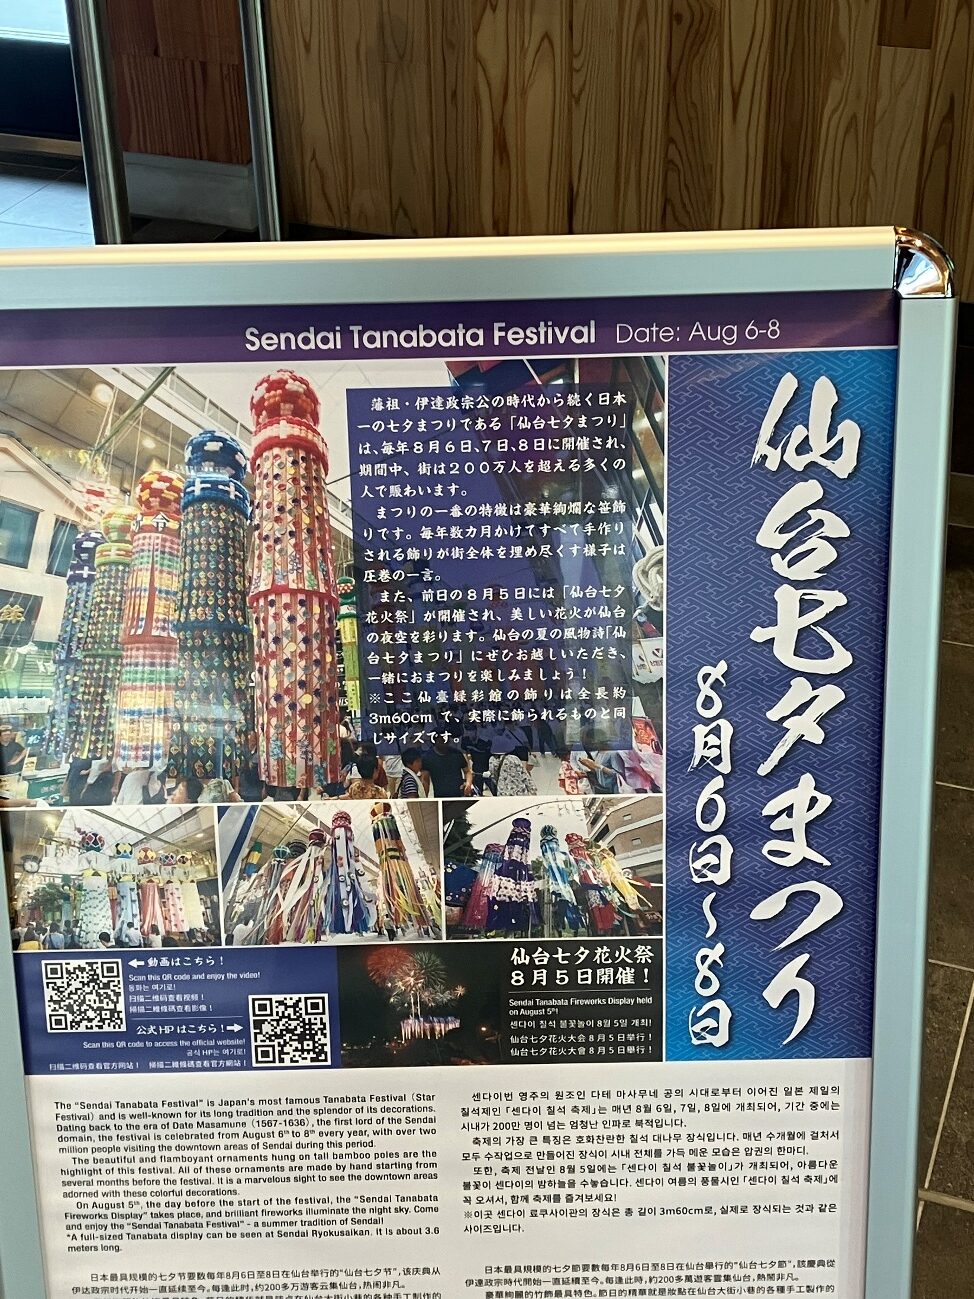 Sendai Tanabata Festival Date: Aug 6-8
仙台七夕まつり
8月6日~8日
藩祖・伊達政宗公の時代から続く日本
一の七夕まつりである「仙台七夕まつり」
は、毎年8月6日、7日、8日に開催され、
期間中、街は200万人を超える多くの
人で賑わいます。
まつりの一番の特徴は豪華絢爛な笹飾
りです。毎年数カ月かけてすべて手作り
される飾りが街全体を埋め尽くす様子は
圧巻の一言。
また、前日の8月5日には「仙台七夕
花火祭」が開催され、美しい花火が仙台
の夜空を彩ります。仙台の夏の風物詩「仙
台七夕まつり」にぜひお越しいただき、
一緒におまつりを楽しみましょう!
※ここ仙臺緑彩館の飾りは全長約
3m60cmで、実際に飾られるものと同
じサイズです。
動画はこちら!
Scan this QR code and enjoy the video!
동화는 여기로!
扫描二维码查看视频!
掃描二維條碼查看影像!
公式HPはこちら!
Scan this QR code to access the official website!
공식 HP는 여기로!
扫描二维码查看官方网站! 掃描二維條碼查看官方網站!
仙台七夕花火祭
8月5日開催!
Sendai Tanabata Fireworks Display held
on August 5th!
센다이 칠석 불꽃놀이 8월 5일 개최!
仙台七夕花火大会8月5日举行!
仙台七夕花火大會8月5日舉行!
The “Sendai Tanabata Festival” is Japan's most famous Tanabata Festival (Star
Festival) and is well-known for its long tradition and the splendor of its decorations.
Dating back to the era of Date Masamune (1567-1636), the first lord of the Sendai
domain, the festival is celebrated from August 6th to 8th every year, with over two
million people visiting the downtown areas of Sendai during this period.
The beautiful and flamboyant ornaments hung on tall bamboo poles are the
highlight of this festival. All of these ornaments are made by hand starting from
several months before the festival. It is a marvelous sight to see the downtown areas
adorned with these colorful decorations.
On August 5th, the day before the start of the festival, the “Sendai Tanabata
Fireworks Display” takes place, and brilliant fireworks illuminate the night sky. Come
and enjoy the “Sendai Tanabata Festival” - a summer tradition of Sendai!
*A full-sized Tanabata display can be seen at Sendai Ryokusaikan. It is about 3.6
meters long.
센다이번 영주의 원조인 다테 마사무네 공의 시대로부터 이어진 일본 제일의
칠석제인 「센다이 칠석 축제」는 매년 8월 6일, 7일, 8일에 개최되어, 기간 중에는
시내가 200만 명이 넘는 엄청난 인파로 북적입니다.
축제의 가장 큰 특징은 호화찬란한 칠석 대나무 장식입니다. 매년 수개월에 걸쳐서
모두 수작업으로 만들어진 장식이 시내 전체를 가득 메운 모습은 압권의 한마디.
또한, 축제 전날인 8월 5일에는 「센다이 칠석 불꽃놀이」가 개최되어, 아름다운
불꽃이 센다이의 밤하늘을 수놓습니다. 센다이 여름의 풍물시인 「센다이 칠석 축제」에
꼭 오셔서, 함께 축제를 즐겨보세요!
※이곳 센다이 료쿠사이관의 장식은 총 길이 3m60cm로, 실제로 장식되는 것과 같은
사이즈입니다.
日本最具规模的七夕节要数每年8月6日至8日在仙台举行的“仙台七夕节”,该庆典从
伊达政宗时代开始一直延续至今。每逢此时,约200多万游客云集仙台,热闹非凡。
日本最具規模的七夕節要數每年8月6日至8日在仙台舉行的“仙台七夕節”,該慶典從
伊達政宗時代開始一直延續至今。每逢此時,約200多萬遊客雲集仙台,熱鬧非凡。
豪華絢麗的竹飾最具特色。節日的精華就是妝點在仙台大街小巷的各種手工製作的